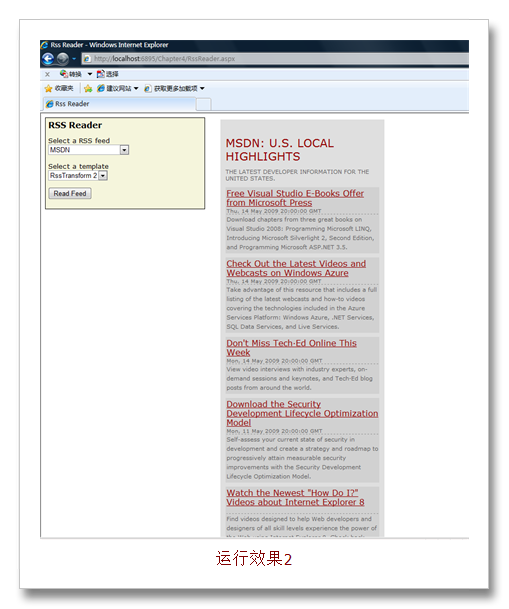 Rss Reader - Windows Internet Explorer
http://localhost:6895/Chapter4/RssReader.aspx
x 转换 选择
收藏夹 建议网站 获取更多加载项
Rss Reader
RSS Reader
Select a RSS feed
MSDN
Select a template
RssTransform 2
Read Feed
MSDN: U.S. LOCAL
HIGHLIGHTS
THE LATEST DEVELOPER INFORMATION FOR THE
UNITED STATES.
Free Visual Studio E-Books Offer
from Microsoft Press
Thu, 14 May 2009 20:00:00 GMT
Download chapters from three great books on
Visual Studio 2008: Programming Microsoft LINQ,
Introducing Microsoft Silverlight 2, Second Edition,
and Programming Microsoft ASP.NET 3.5.
Check Out the Latest Videos and
Webcasts on Windows Azure
Thu, 14 May 2009 20:00:00 GMT
Take advantage of this resource that includes a full
listing of the latest webcasts and how-to videos
covering the technologies included in the Azure
Services Platform: Windows Azure, .NET Services,
SQL Data Services, and Live Services.
Don't Miss Tech·Ed Online This
Week
Mon, 14 May 2009 20:00:00 GMT
View video interviews with industry experts, on-
demand sessions and keynotes, and Tech·Ed blog
posts from around the world.
Download the Security
Development Lifecycle Optimization
Model
Mon, 11 May 2009 20:00:00 GMT
Self-assess your current state of security in
development and create a strategy and roadmap to
progressively attain measurable security
improvements with the Security Development
Lifecycle Optimization Model.
Watch the Newest "How Do I?"
Videos about Internet Explorer 8
Find videos designed to help Web developers and
designers of all skill levels experience the power of
运行效果2